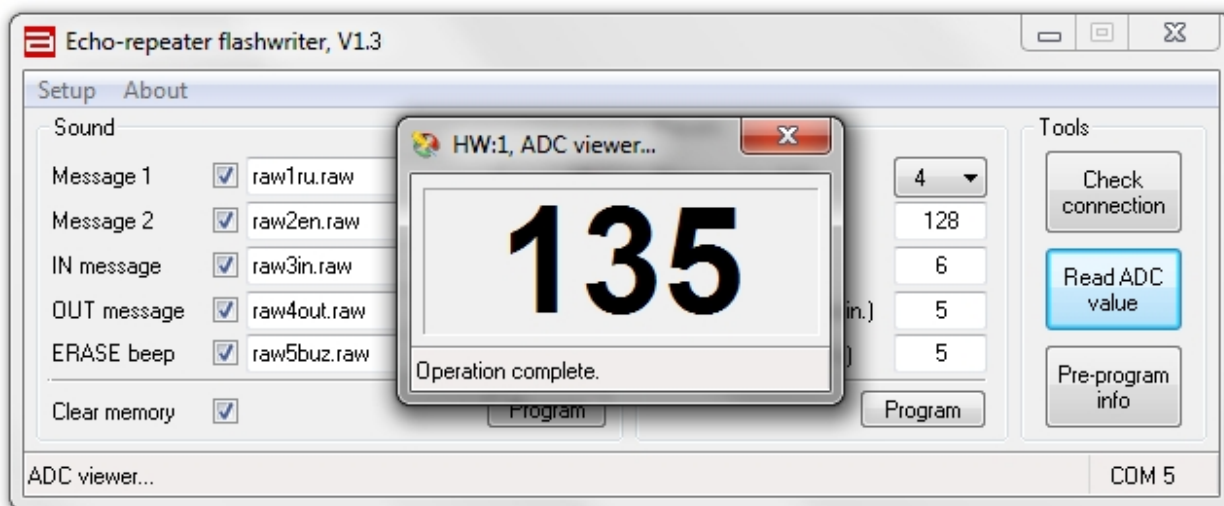 Echo-repeater flashwriter, V1.3
Setup About
Sound
Message 1 raw1ru.raw
Message 2 raw2en.raw
IN message raw3in.raw
OUT message raw4out.raw
ERASE beep raw5buz.raw
Clear memory
Program
HW:1, ADC viewer...
135
Operation complete.
4
128
6
in.) 5
) 5
Program
Tools
Check
connection
Read ADC
value
Pre-program
info
ADC viewer...
COM 5